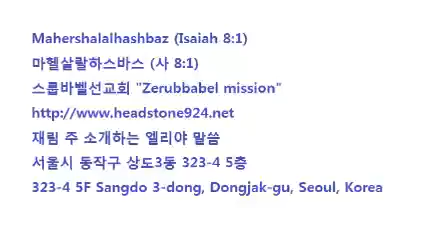 Mahershalalhashbaz (Isaiah 8:1)
마헬살랄하스바스 (사 8:1)
스룹바벨선교회 "Zerubbabel mission"
http://www.headstone924.net
재림 주 소개하는 엘리야 말씀
서울시 동작구 상도3동 323-4 5층
323-4 5F Sangdo 3-dong, Dongjak-gu, Seoul, Korea